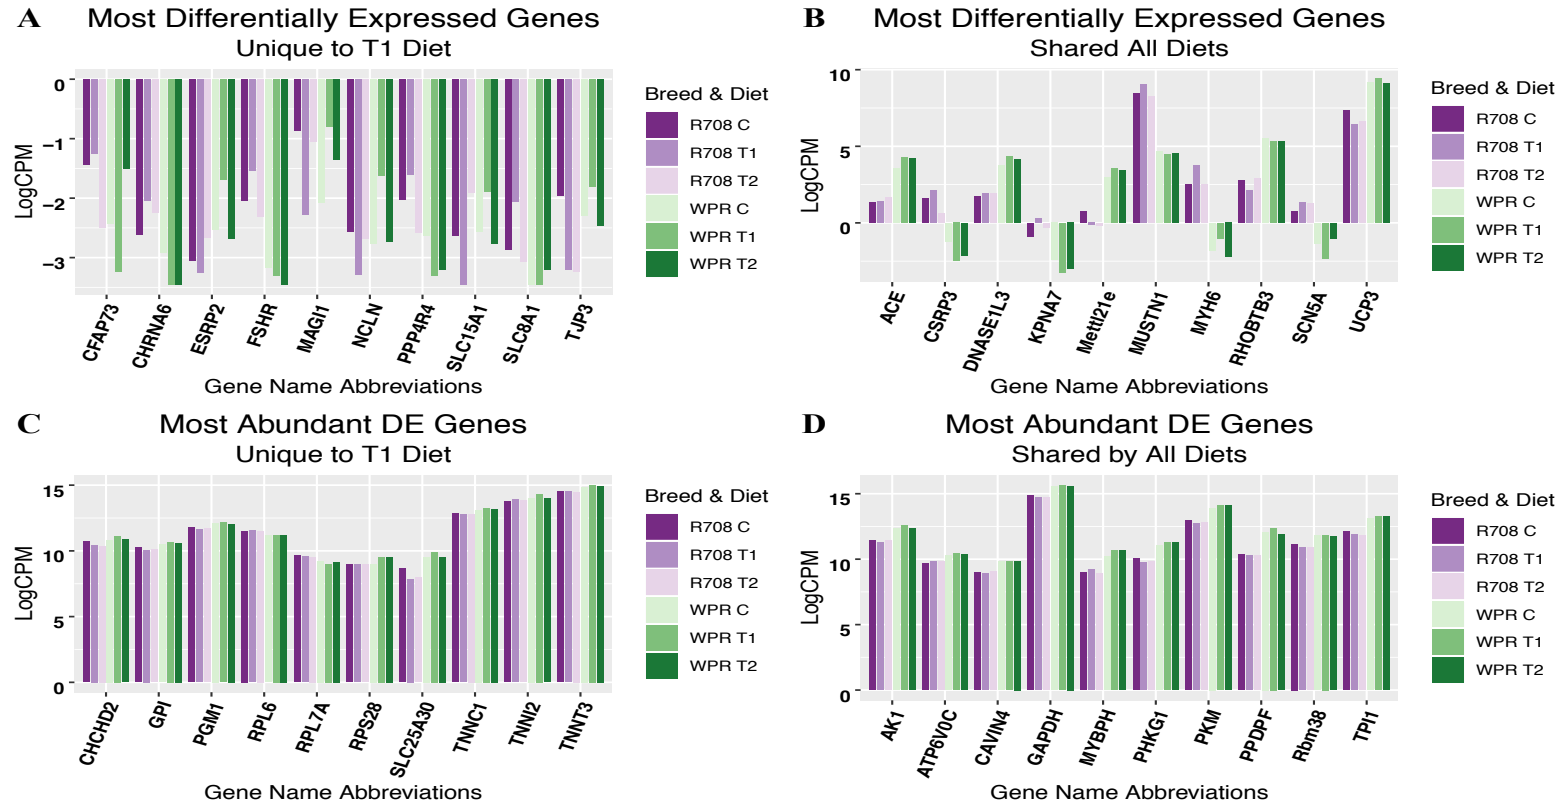 A
Most Differentially Expressed Genes
Unique to T1 Diet
LogCPM
0
−1
−2
−3
CFAP73
CHRNA6
ESRP2
FSHR
MAGI1
NCLN
PPP4R4
SLC15A1
SLC8A1
TJP3
Gene Name Abbreviations
Breed & Diet
R708 C
R708 T1
R708 T2
WPR C
WPR T1
WPR T2
B
Most Differentially Expressed Genes
Shared All Diets
LogCPM
10
5
0
ACE
CSRP3
DNASE1L3
KPNA7
Mettl21e
MUSTN1
MYH6
RHOBTB3
SCN5A
UCP3
Gene Name Abbreviations
Breed & Diet
R708 C
R708 T1
R708 T2
WPR C
WPR T1
WPR T2
C
Most Abundant DE Genes
Unique to T1 Diet
LogCPM
15
10
5
0
CHCHD2
GPI
PGM1
RPL6
RPL7A
RPS28
SLC25A30
TNNC1
TNNI2
TNNT3
Gene Name Abbreviations
Breed & Diet
R708 C
R708 T1
R708 T2
WPR C
WPR T1
WPR T2
D
Most Abundant DE Genes
Shared by All Diets
LogCPM
15
10
5
0
AK1
ATP6V0C
CAVIN4
GAPDH
MYBPH
PHKG1
PKM
PPDPF
Rbm38
TPI1
Gene Name Abbreviations
Breed & Diet
R708 C
R708 T1
R708 T2
WPR C
WPR T1
WPR T2